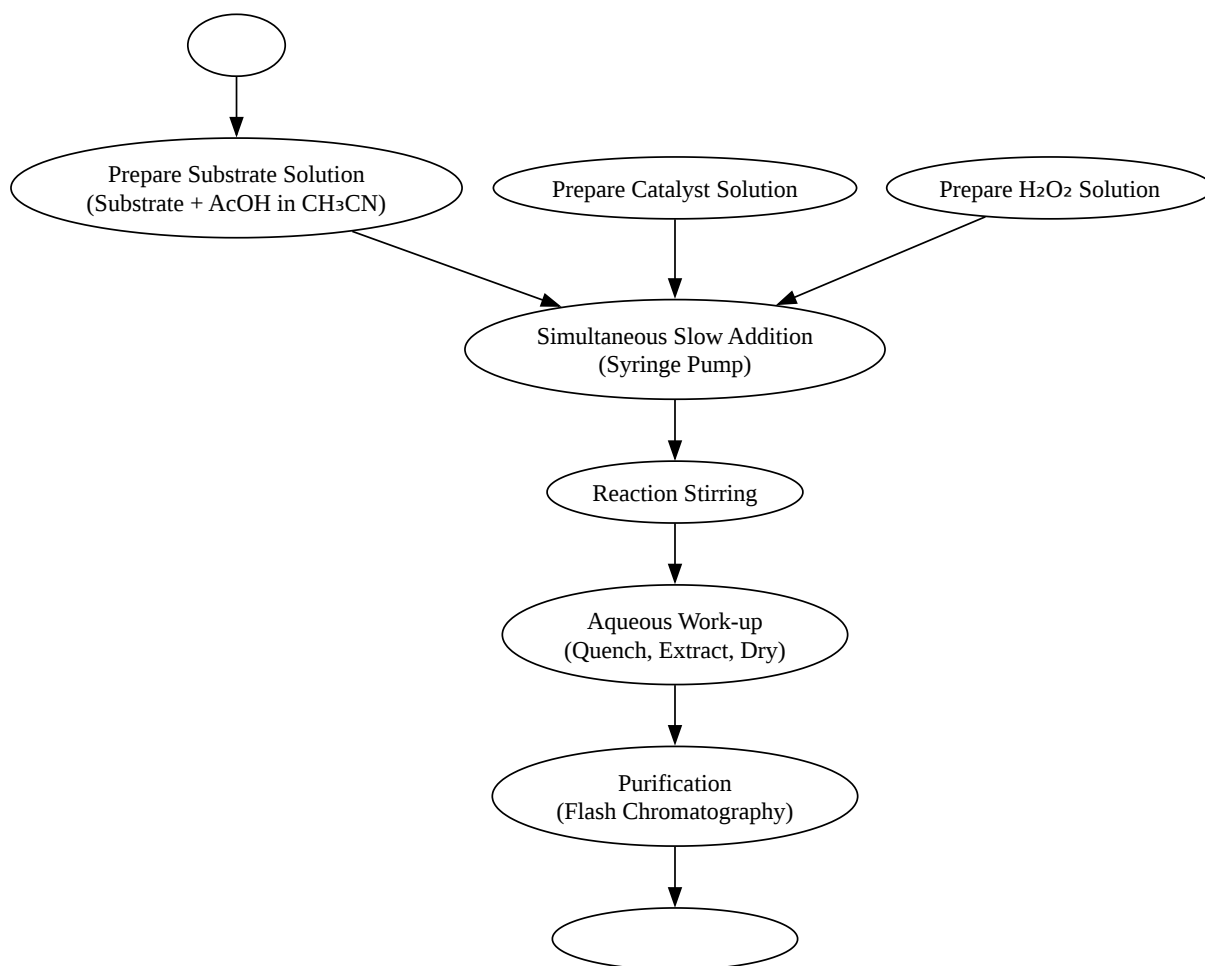 Prepare Substrate Solution
(Substrate + AcOH in CH₃CN)
Prepare Catalyst Solution
Prepare H₂O₂ Solution
Simultaneous Slow Addition
(Syringe Pump)
Reaction Stirring
Aqueous Work-up
(Quench, Extract, Dry)
Purification
(Flash Chromatography)